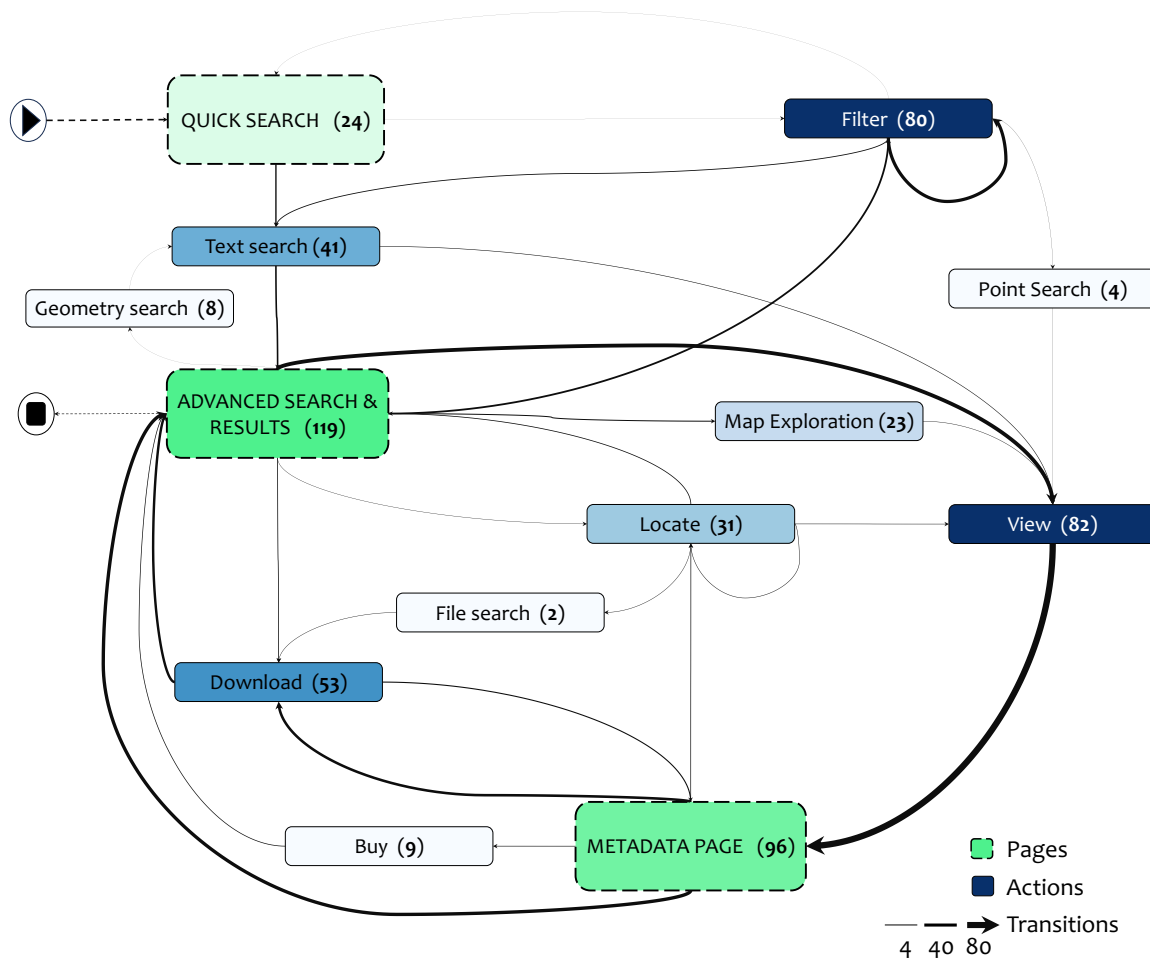 QUICK SEARCH (24)
Filter (80)
Text search (41)
Geometry search (8)
Point Search (4)
ADVANCED SEARCH &
RESULTS (119)
Map Exploration (23)
Locate (31)
View (82)
File search (2)
Download (53)
Buy (9)
METADATA PAGE (96)
Pages
Actions
Transitions
4 40 80